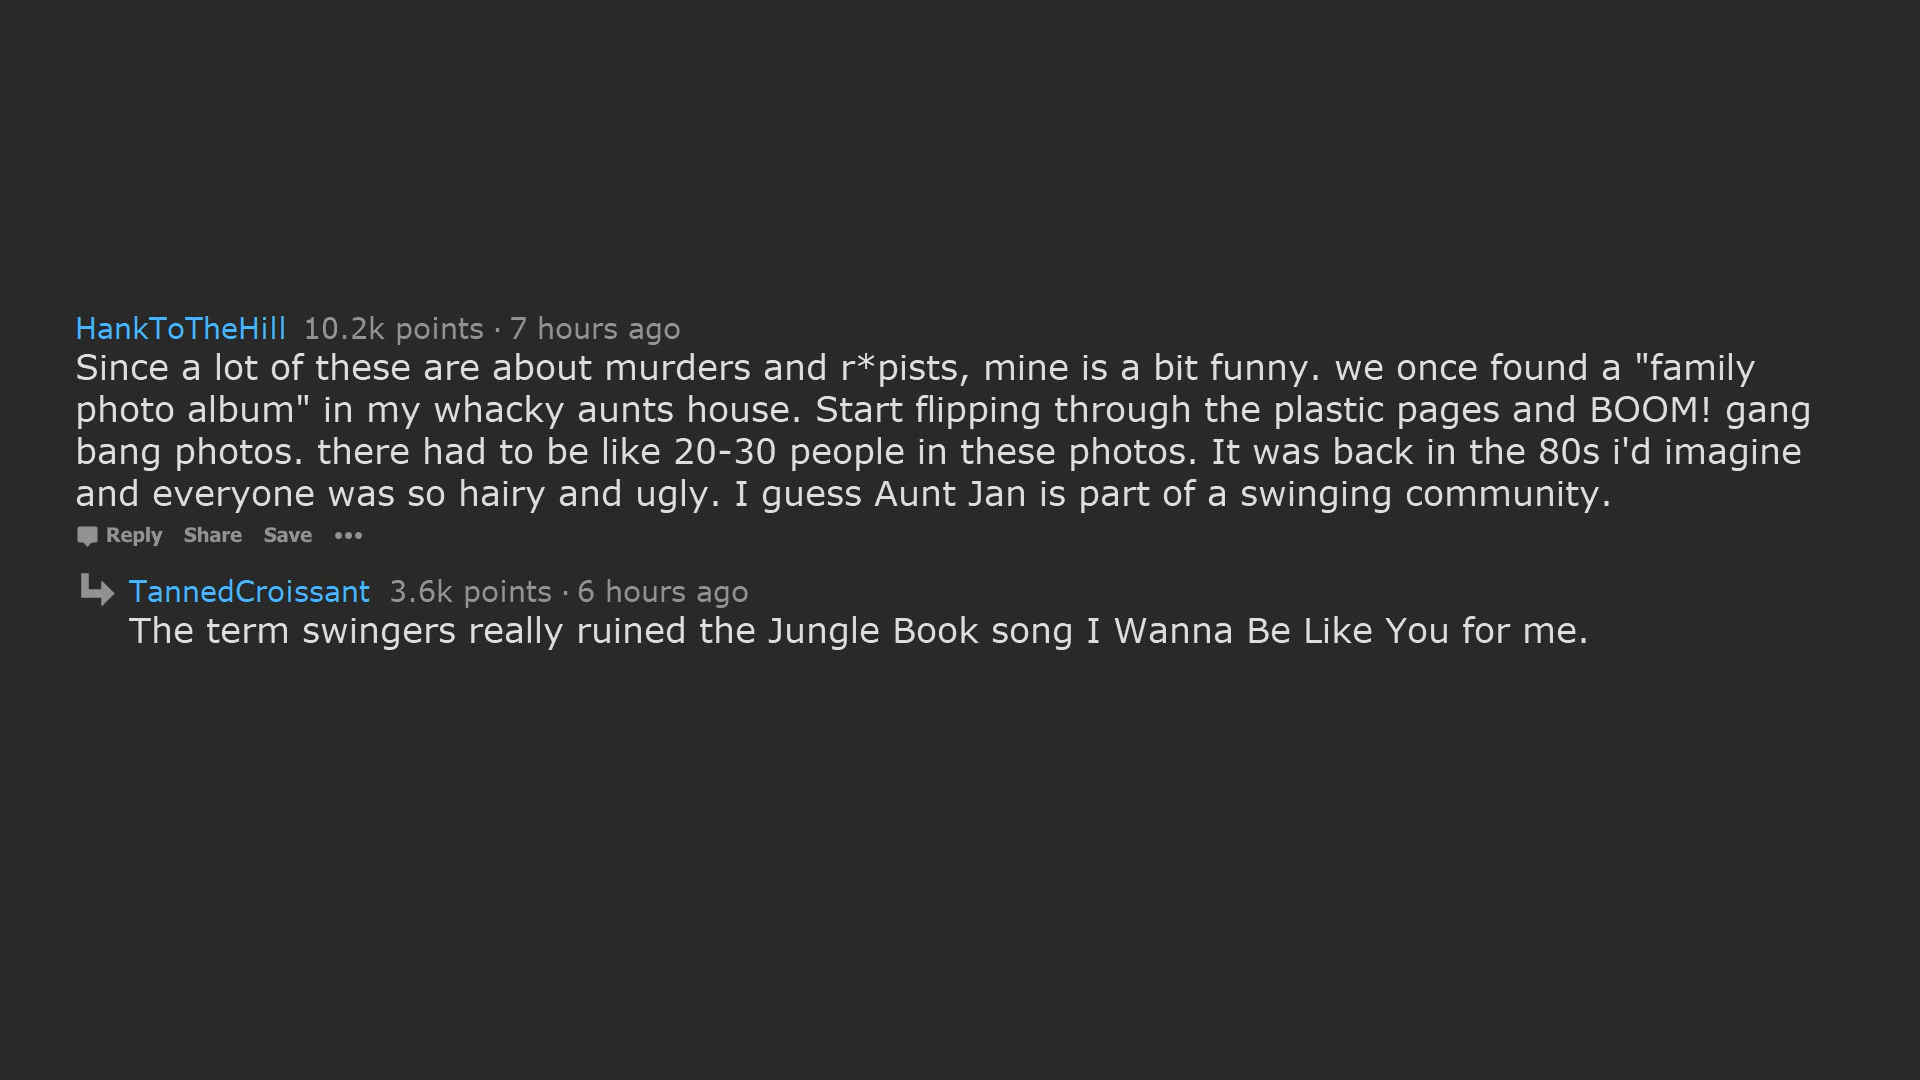 HankToTheHill 10.2k points · 7 hours ago
Since a lot of these are about murders and r*pists, mine is a bit funny. we once found a "family
photo album" in my whacky aunts house. Start flipping through the plastic pages and BOOM! gang
bang photos. there had to be like 20-30 people in these photos. It was back in the 80s i'd imagine
and everyone was so hairy and ugly. I guess Aunt Jan is part of a swinging community.
Reply Share Save •••
TannedCroissant 3.6k points · 6 hours ago
The term swingers really ruined the Jungle Book song I Wanna Be Like You for me.